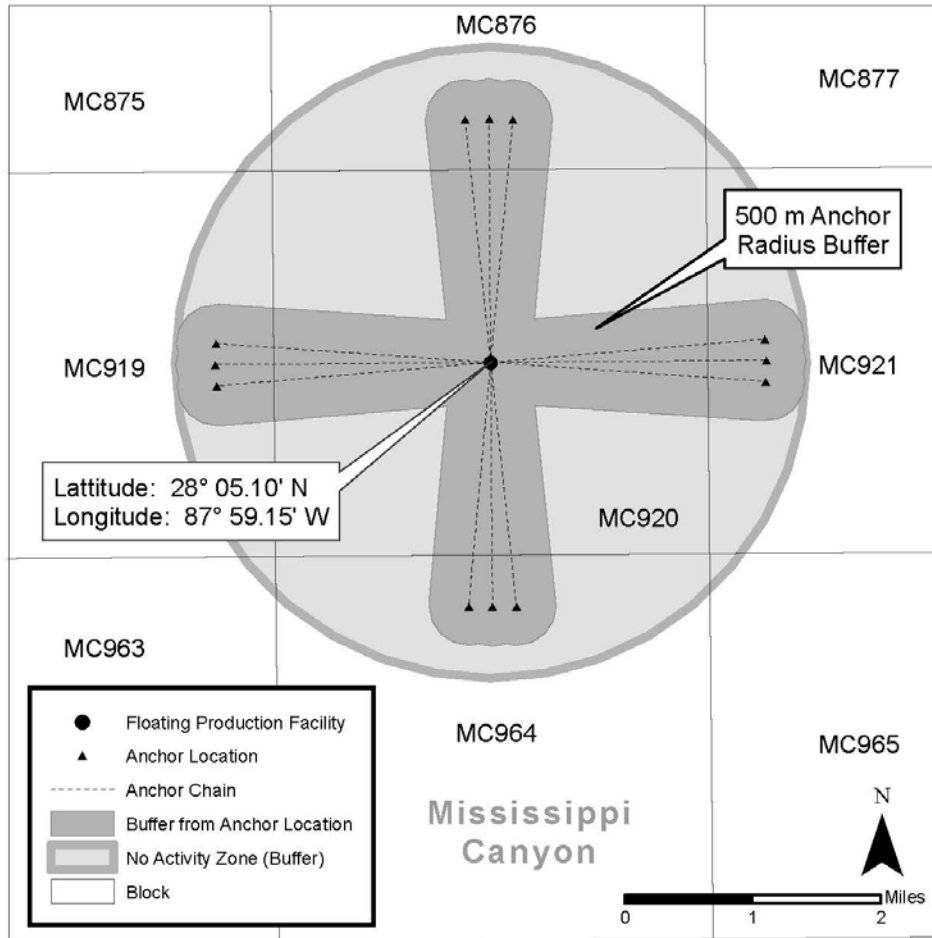 MC876
MC875
MC877
500 m Anchor
Radius Buffer
MC919
MC921
Lattitude: 28° 05.10' N
Longitude: 87° 59.15' W
MC920
MC963
MC964
MC965
Floating Production Facility
Anchor Location
Anchor Chain
Buffer from Anchor Location
No Activity Zone (Buffer)
Block
Mississippi
Canyon
N
Miles
0 1 2